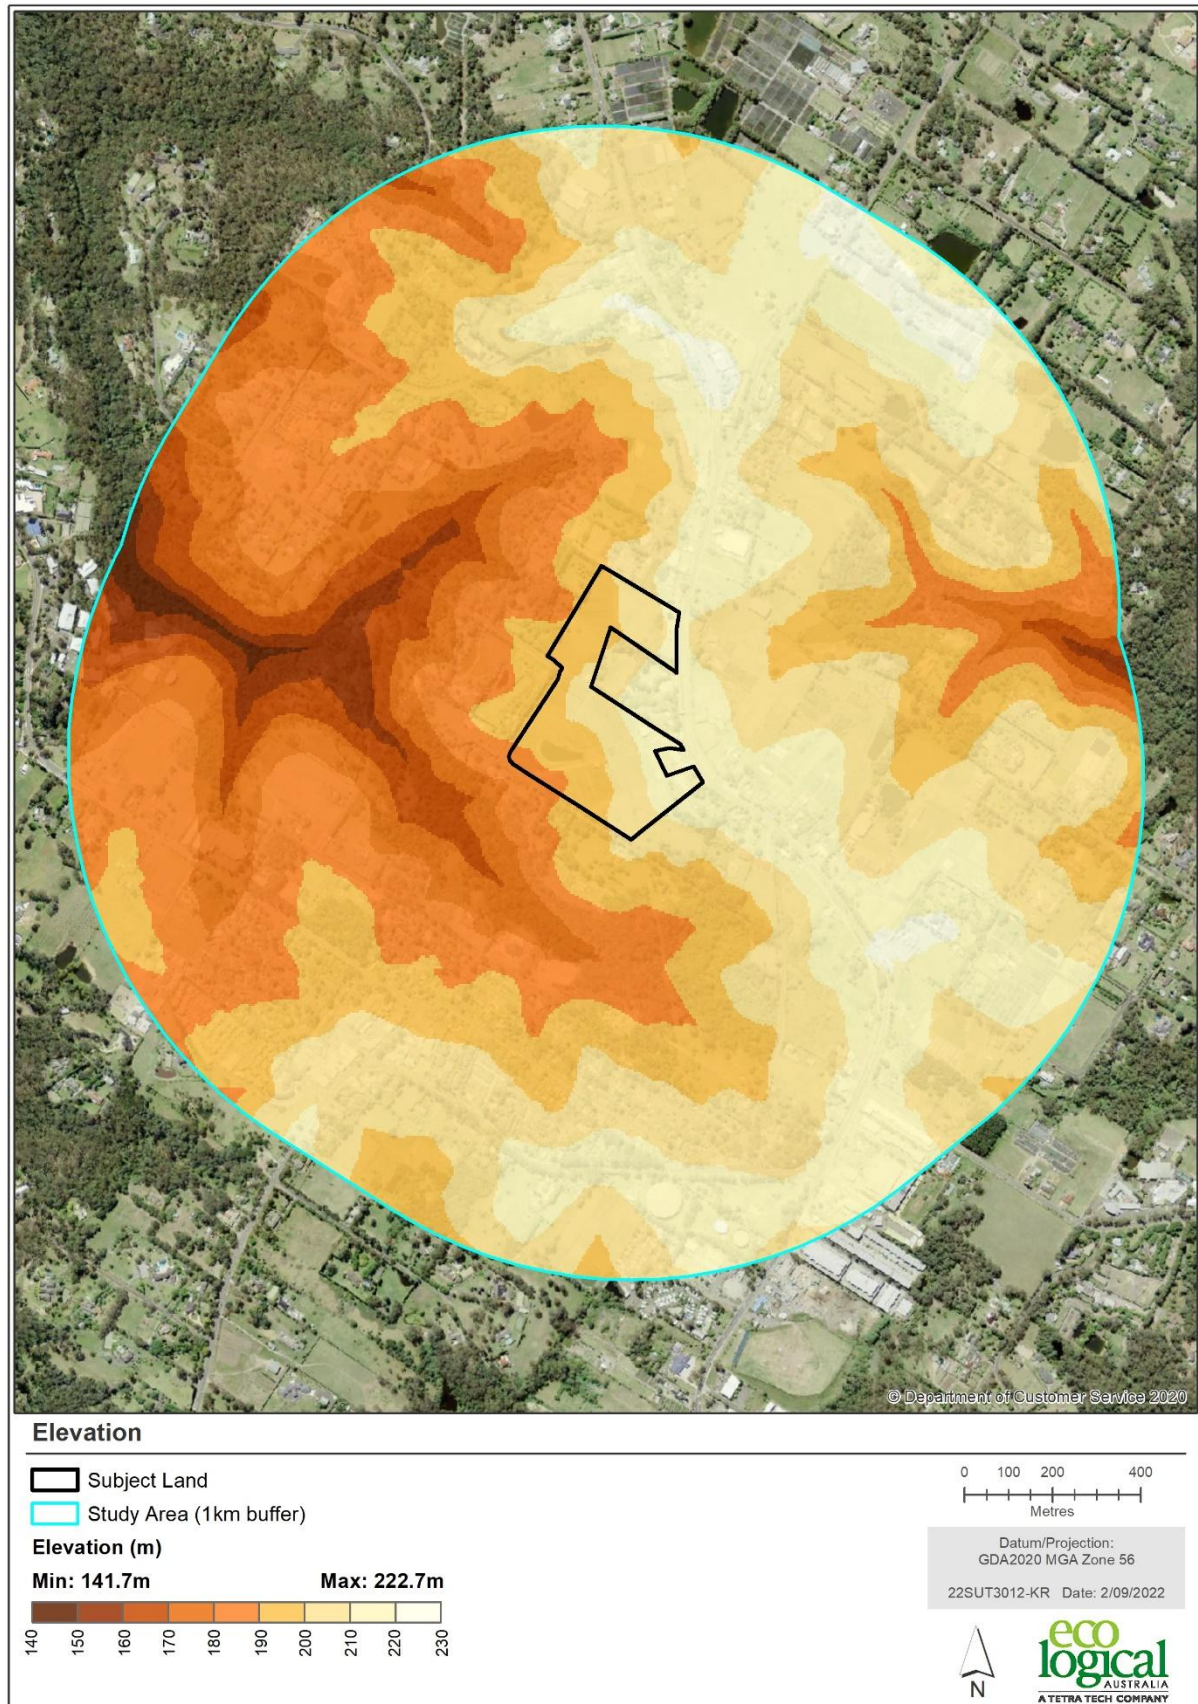 © Department of Customer Service 2020
Elevation
Subject Land
Study Area (1km buffer)
Elevation (m)
Min: 141.7m Max: 222.7m
140 150 160 170 180 190 200 210 220 230
0 100 200 400
Metres
Datum/Projection:
GDA2020 MGA Zone 56
22SUT3012-KR Date: 2/09/2022
N
eco
logical
AUSTRALIA
A TETRA TECH COMPANY